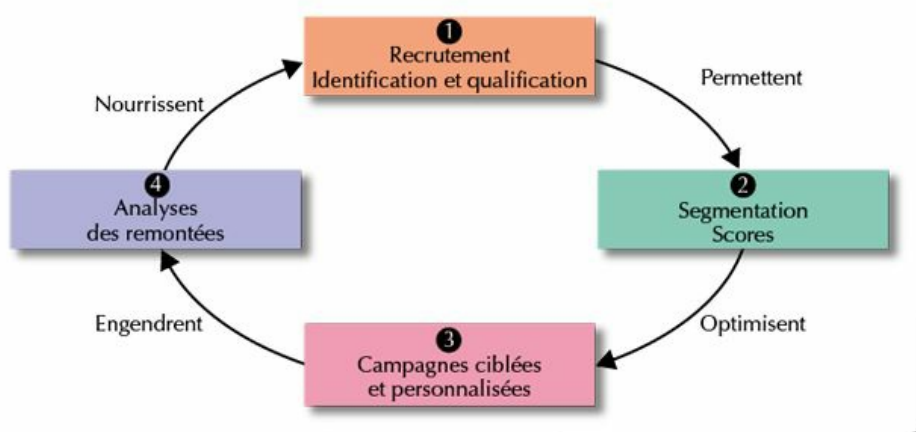 1
Recrutement
Identification et qualification
Permettent
2
Segmentation
Scores
Optimisent
3
Campagnes ciblées
et personnalisées
Engendrent
4
Analyses
des remontées
Nourrissent